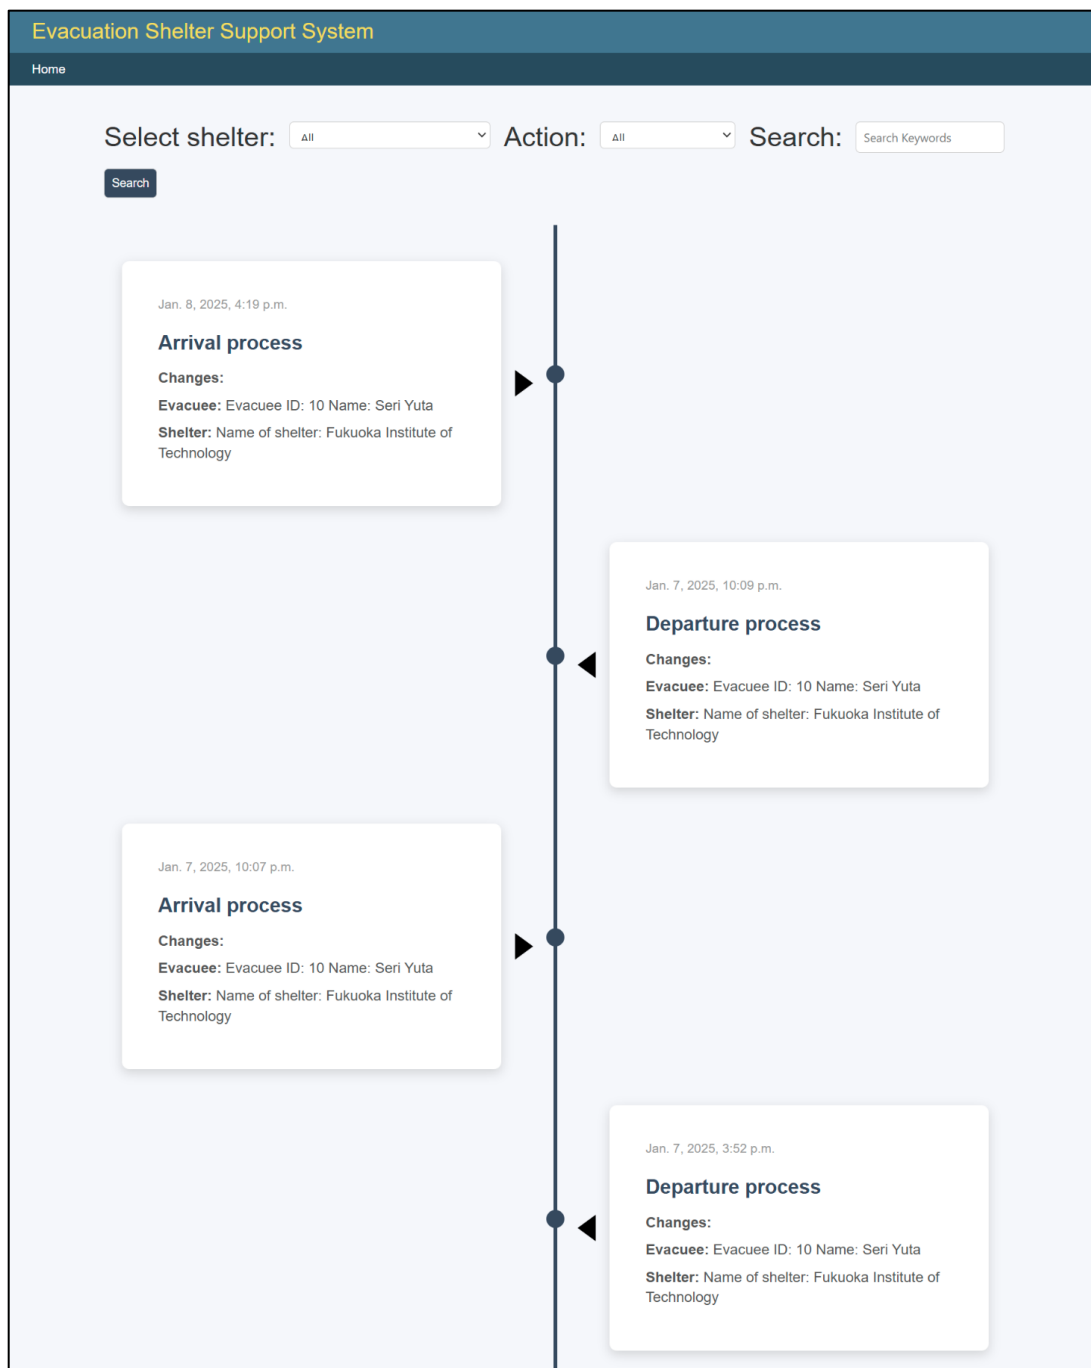 Evacuation Shelter Support System
Home
Select shelter: All Action: All Search: Search Keywords
Search
Jan. 8, 2025, 4:19 p.m.
Arrival process
Changes:
Evacuee: Evacuee ID: 10 Name: Seri Yuta
Shelter: Name of shelter: Fukuoka Institute of
Technology
Jan. 7, 2025, 10:09 p.m.
Departure process
Changes:
Evacuee: Evacuee ID: 10 Name: Seri Yuta
Shelter: Name of shelter: Fukuoka Institute of
Technology
Jan. 7, 2025, 10:07 p.m.
Arrival process
Changes:
Evacuee: Evacuee ID: 10 Name: Seri Yuta
Shelter: Name of shelter: Fukuoka Institute of
Technology
Jan. 7, 2025, 3:52 p.m.
Departure process
Changes:
Evacuee: Evacuee ID: 10 Name: Seri Yuta
Shelter: Name of shelter: Fukuoka Institute of
Technology